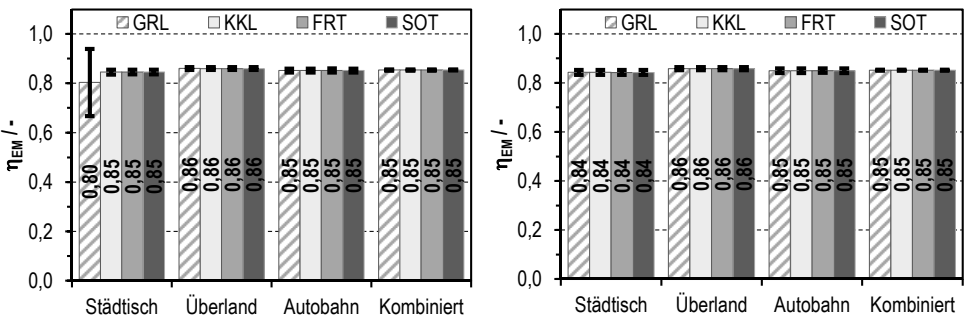 GRL KKL FRT SOT
1,0
0,8
0,6
0,4
0,2
0,0
ηEM / -
0,80 0,85 0,85 0,85 0,86 0,86 0,86 0,86 0,85 0,85 0,85 0,85 0,85 0,85 0,85 0,85
Städtisch Überland Autobahn Kombiniert
GRL KKL FRT SOT
1,0
0,8
0,6
0,4
0,2
0,0
ηEM / -
0,84 0,84 0,84 0,84 0,86 0,86 0,86 0,86 0,85 0,85 0,85 0,85 0,85 0,85 0,85 0,85
Städtisch Überland Autobahn Kombiniert